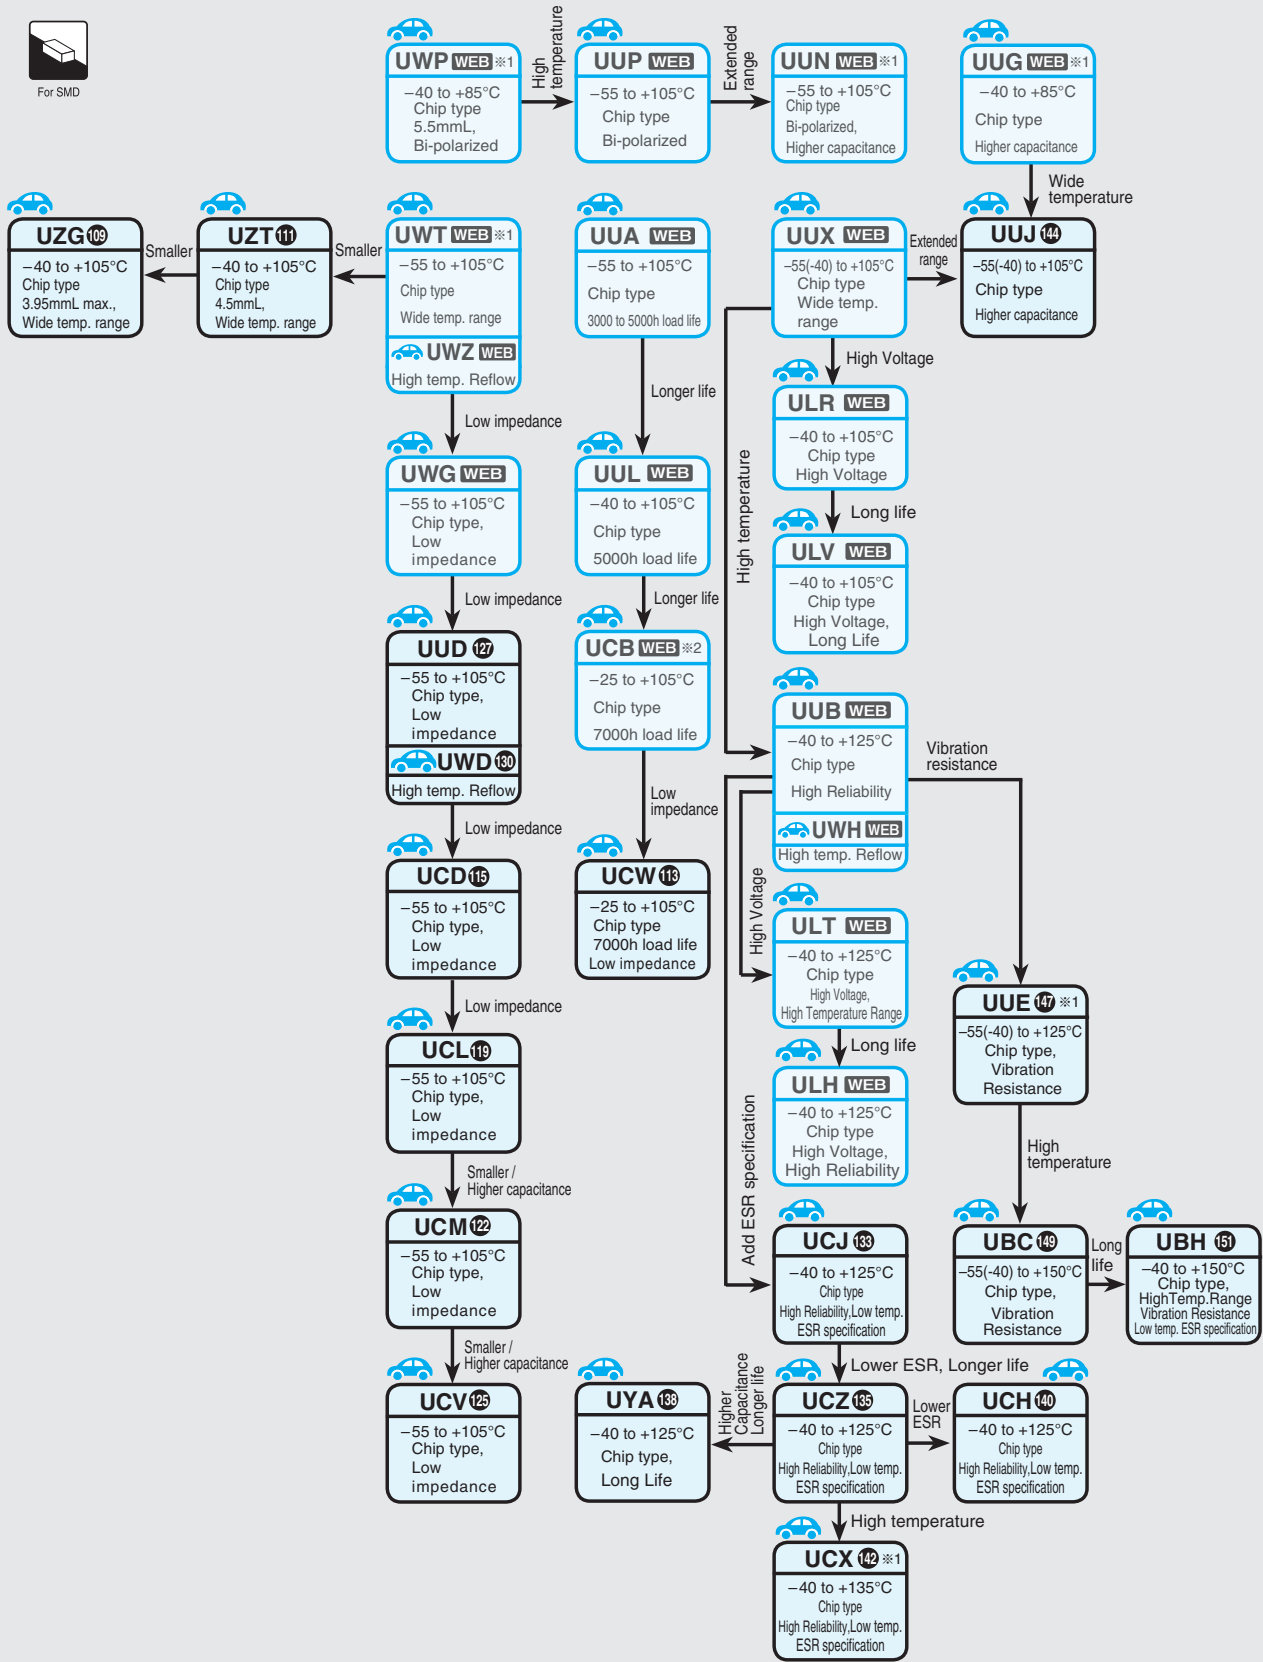 For SMD
UWP WEB ※1
−40 to +85°C
Chip type
5.5mmL,
Bi-polarized
High
temperature
UUP WEB
−55 to +105°C
Chip type
Bi-polarized
Extended
range
UUN WEB ※1
−55 to +105°C
Chip type
Bi-polarized,
Higher capacitance
UUG WEB ※1
−40 to +85°C
Chip type
Higher capacitance
Wide
temperature
UZG 109
−40 to +105°C
Chip type
3.95mmL max.,
Wide temp. range
Smaller
UZT 111
−40 to +105°C
Chip type
4.5mmL,
Wide temp. range
Smaller
UWT WEB ※1
−55 to +105°C
Chip type
Wide temp. range
UWZ WEB
High temp. Reflow
UUA WEB
−55 to +105°C
Chip type
3000 to 5000h load life
UUX WEB
−55(-40) to +105°C
Chip type
Wide temp.
range
Extended
range
UUJ 144
−55(-40) to +105°C
Chip type
Higher capacitance
High Voltage
Longer life
Low impedance
ULR WEB
−40 to +105°C
Chip type
High Voltage
UWG WEB
−55 to +105°C
Chip type,
Low
impedance
UUL WEB
−40 to +105°C
Chip type
5000h load life
High temperature
Long life
ULV WEB
−40 to +105°C
Chip type
High Voltage,
Long Life
Low impedance
Longer life
UUD 127
−55 to +105°C
Chip type,
Low
impedance
UWD 130
High temp. Reflow
UCB WEB ※2
−25 to +105°C
Chip type
7000h load life
UUB WEB
−40 to +125°C
Chip type
High Reliability
UWH WEB
High temp. Reflow
Vibration
resistance
Low
impedance
Low impedance
UCD 115
−55 to +105°C
Chip type,
Low
impedance
UCW 113
−25 to +105°C
Chip type
7000h load life
Low impedance
High Voltage
ULT WEB
−40 to +125°C
Chip type
High Voltage,
High Temperature Range
Low impedance
Long life
UUE 147 ※1
−55(-40) to +125°C
Chip type,
Vibration
Resistance
UCL 119
−55 to +105°C
Chip type,
Low
impedance
ULH WEB
−40 to +125°C
Chip type
High Voltage,
High Reliability
Add ESR specification
High
temperature
Smaller /
Higher capacitance
UCM 122
−55 to +105°C
Chip type,
Low
impedance
UCJ 133
−40 to +125°C
Chip type
High Reliability,Low temp.
ESR specification
UBC 149
−55(-40) to +150°C
Chip type,
Vibration
Resistance
Long
life
UBH 151
−40 to +150°C
Chip type,
HighTemp.Range
Vibration Resistance
Low temp. ESR specification
Smaller /
Higher capacitance
Lower ESR, Longer life
UCV 125
−55 to +105°C
Chip type,
Low
impedance
UYA 138
−40 to +125°C
Chip type,
Long Life
Higher
Capacitance
Longer life
UCZ 135
−40 to +125°C
Chip type
High Reliability,Low temp.
ESR specification
Lower
ESR
UCH 140
−40 to +125°C
Chip type
High Reliability,Low temp.
ESR specification
High temperature
UCX 142 ※1
−40 to +135°C
Chip type
High Reliability,Low temp.
ESR specification